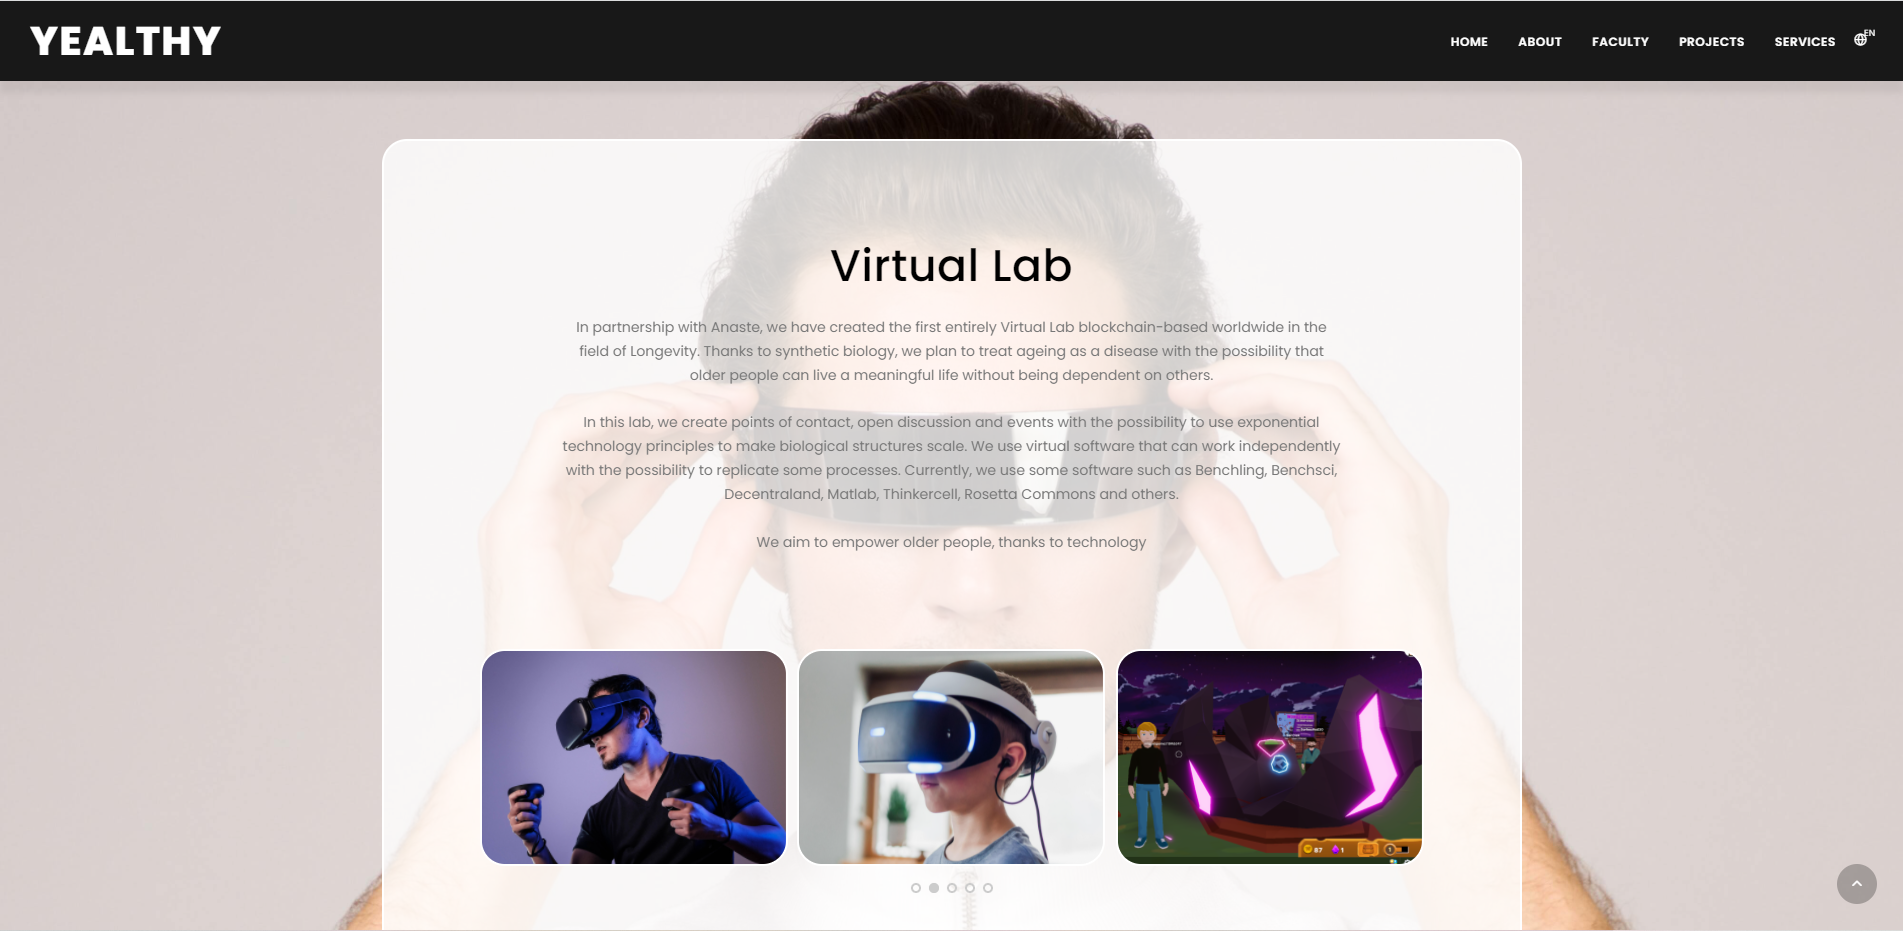 YEALTHY
HOME ABOUT FACULTY PROJECTS SERVICES EN
Virtual Lab
In partnership with Anaste, we have created the first entirely Virtual Lab blockchain-based worldwide in the
field of Longevity. Thanks to synthetic biology, we plan to treat ageing as a disease with the possibility that
older people can live a meaningful life without being dependent on others.
In this lab, we create points of contact, open discussion and events with the possibility to use exponential
technology principles to make biological structures scale. We use virtual software that can work independently
with the possibility to replicate some processes. Currently, we use some software such as Benchling, Benchsci,
Decentraland, Matlab, Thinkercell, Rosetta Commons and others.
We aim to empower older people, thanks to technology
87 1